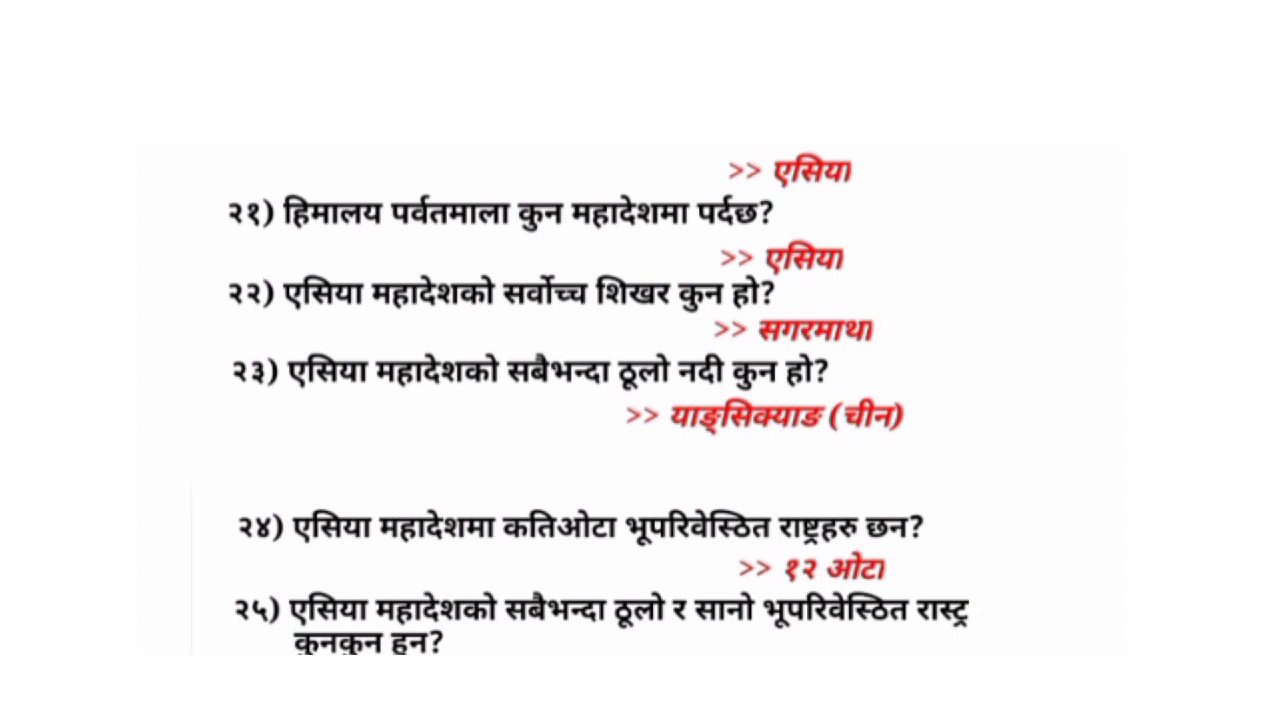 >> एसिया
२१) हिमालय पर्वतमाला कुन महादेशमा पर्दछ?
>> एसिया
२२) एसिया महादेशको सर्वोच्च शिखर कुन हो?
>> सगरमाथा
२३) एसिया महादेशको सबैभन्दा ठूलो नदी कुन हो?
>> याङ्सिक्याङ (चीन)
२४) एसिया महादेशमा कतिओटा भूपरिवेस्ठित राष्ट्रहरु छन?
>> १२ ओटा
२५) एसिया महादेशको सबैभन्दा ठूलो र सानो भूपरिवेस्ठित रास्ट्र
कुनकुन हुन?